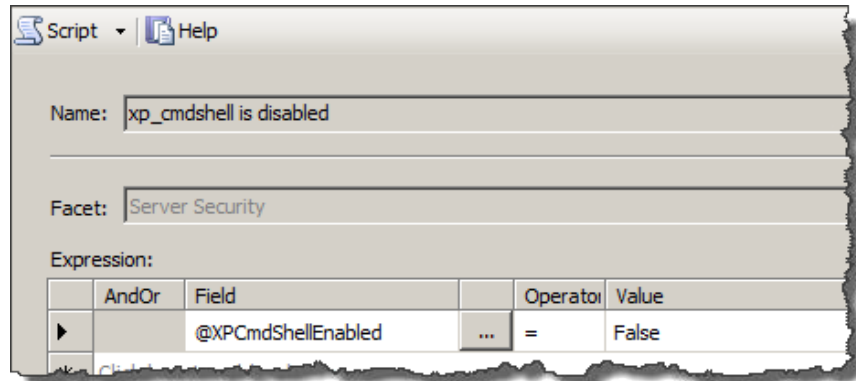 Script Help
Name: xp_cmdshell is disabled
Facet: Server Security
Expression:
AndOr Field Operator Value
@XPCmdShellEnabled ... = False